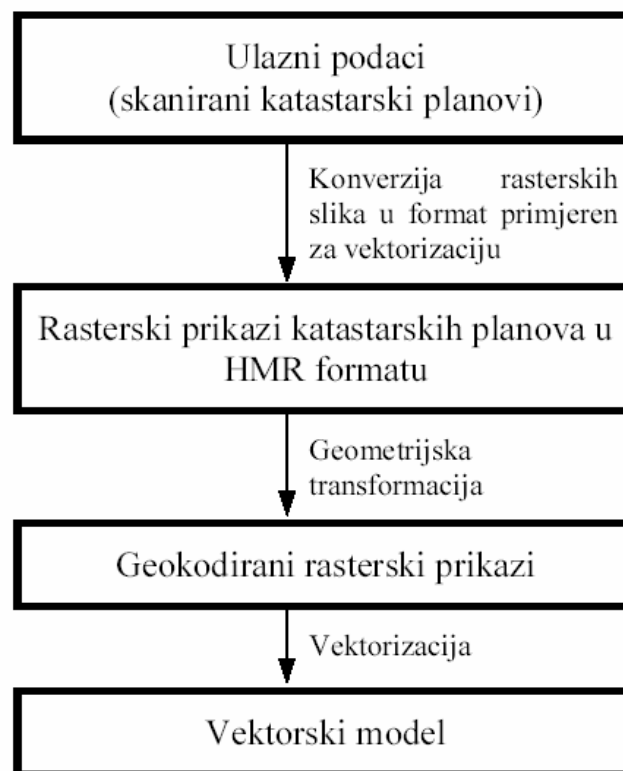 Ulazni podaci
(skanirani katastarski planovi)
Konverzija rasterskih
slika u format primjeren
za vektorizaciju
Rasterski prikazi katastarskih planova u
HMR formatu
Geometrijska
transformacija
Geokodirani rasterski prikazi
Vektorizacija
Vektorski model